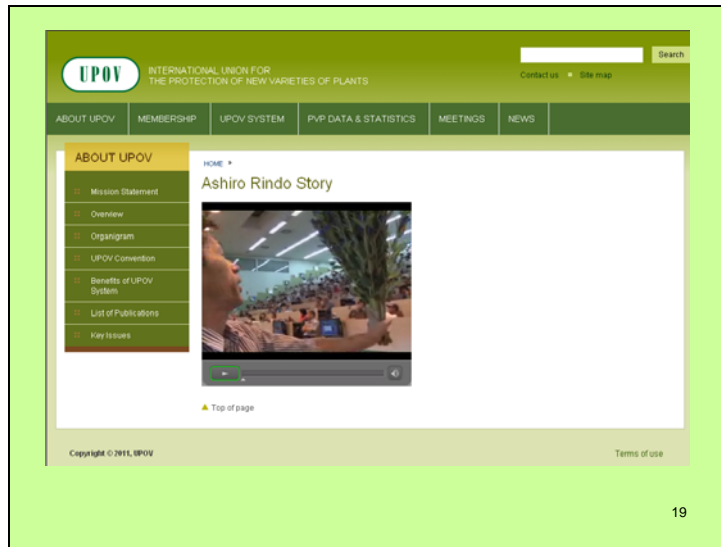 UPOV
INTERNATIONAL UNION FOR
THE PROTECTION OF NEW VARIETIES OF PLANTS
Search
Contact us
Site map
ABOUT UPOV
MEMBERSHIP
UPOV SYSTEM
PVP DATA & STATISTICS
MEETINGS
NEWS
ABOUT UPOV
Mission Statement
Overview
Organigram
UPOV Convention
Benefits of UPOV
System
List of Publications
Key Issues
HOME
Ashiro Rindo Story
Top of page
Copyright © 2011, UPOV
Terms of use
19